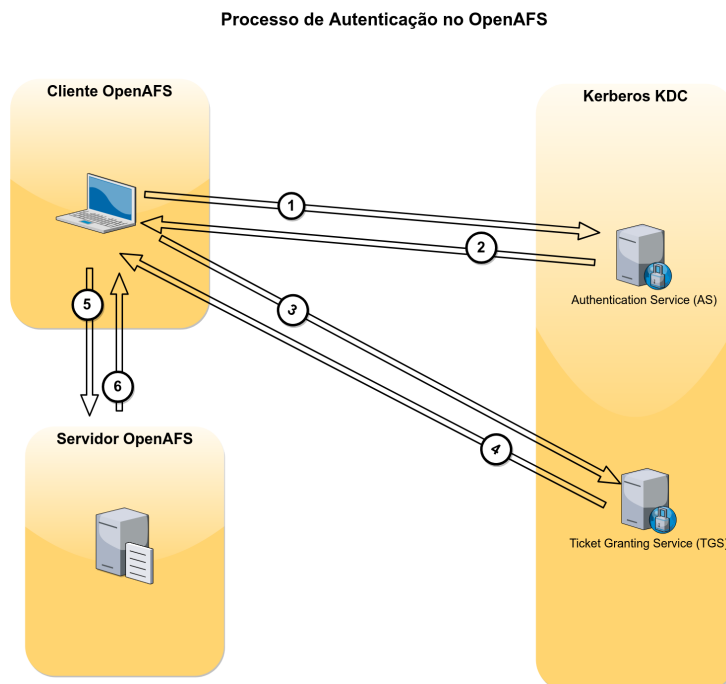 Processo de Autenticação no OpenAFS
Cliente OpenAFS
Kerberos KDC
1
2
Authentication Service (AS)
3
5
6
Servidor OpenAFS
4
Ticket Granting Service (TGS)